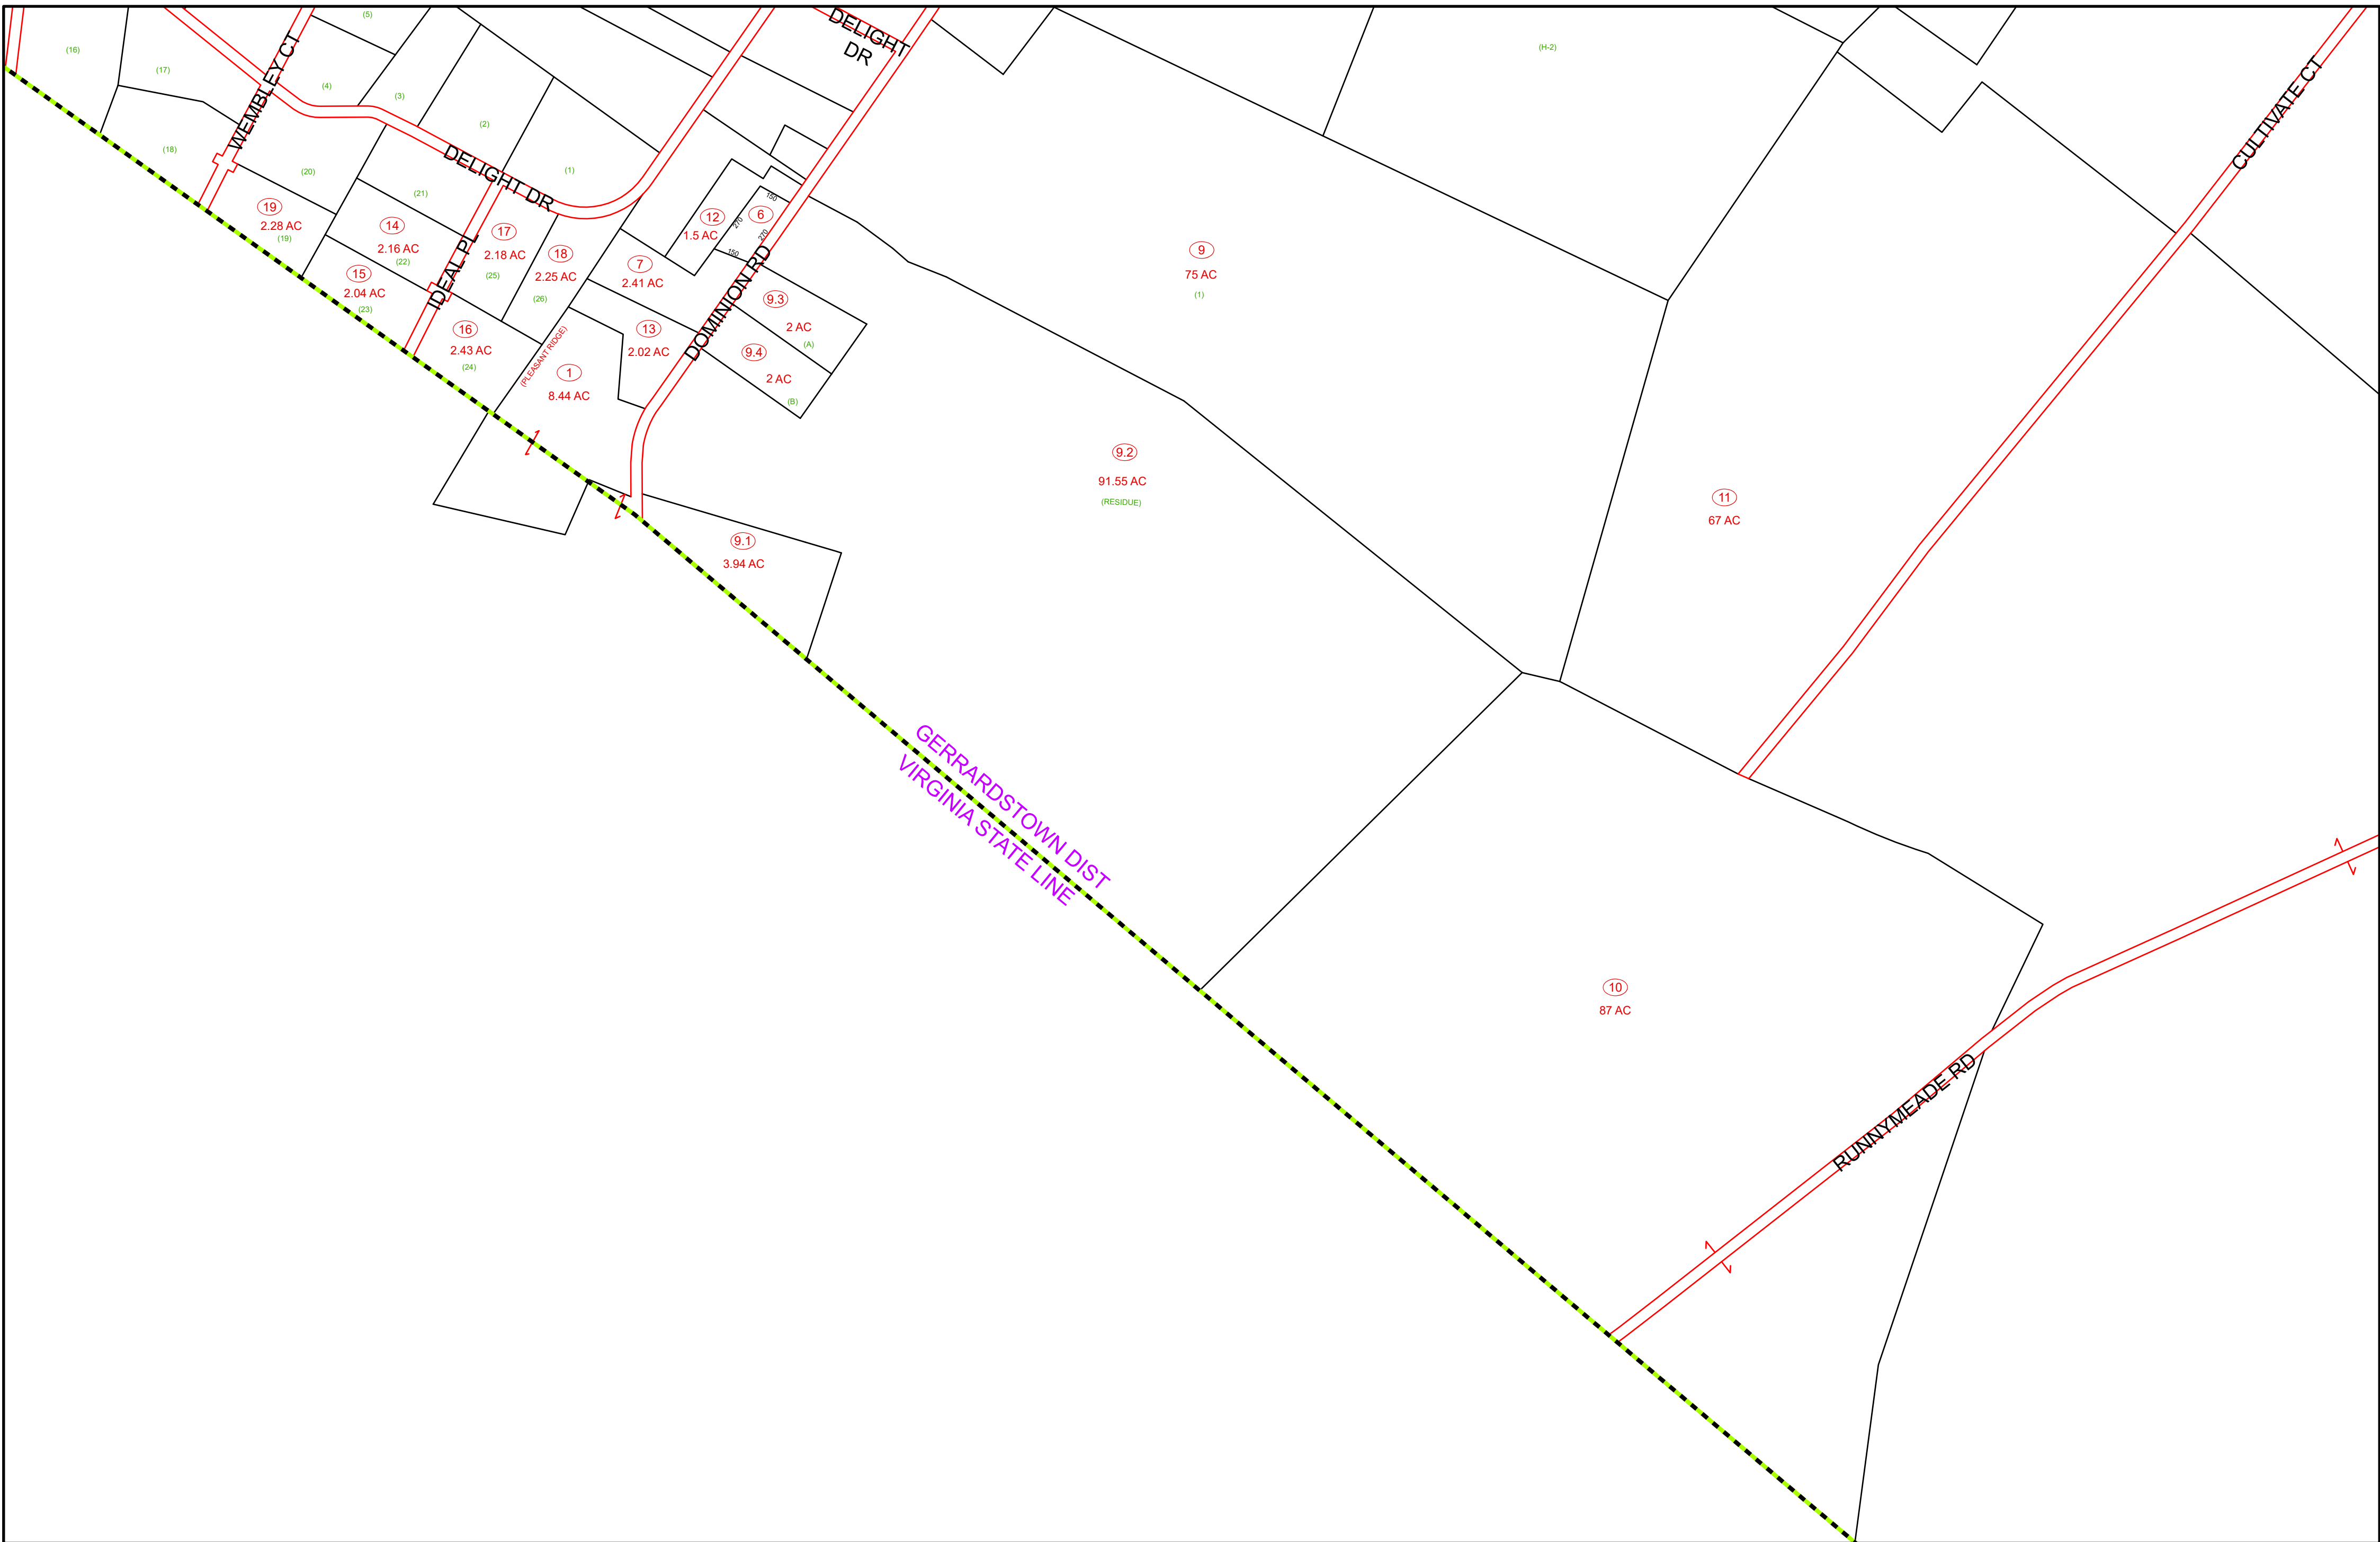 (5)
DELIGHT
DR
(16)
(H-2)
WEMBLEY CT
(17)
(4)
(3)
CULTIVATE CT
(2)
(18)
DELIGHT DR
(1)
(20)
(21)
150
19
2.28 AC
(19)
14
2.16 AC
(22)
17
2.18 AC
(25)
18
2.25 AC
(26)
12
1.5 AC
6
270
270
150
9
75 AC
(1)
IDEAL PL
15
2.04 AC
(23)
7
2.41 AC
DOMINION RD
9.3
2 AC
(A)
16
2.43 AC
(24)
(PLEASANT RIDGE)
13
2.02 AC
9.4
2 AC
(B)
1
8.44 AC
9.2
91.55 AC
(RESIDUE)
11
67 AC
9.1
3.94 AC
GERRARDSTOWN DIST
VIRGINIA STATE LINE
10
87 AC
RUNNYMEADE RD